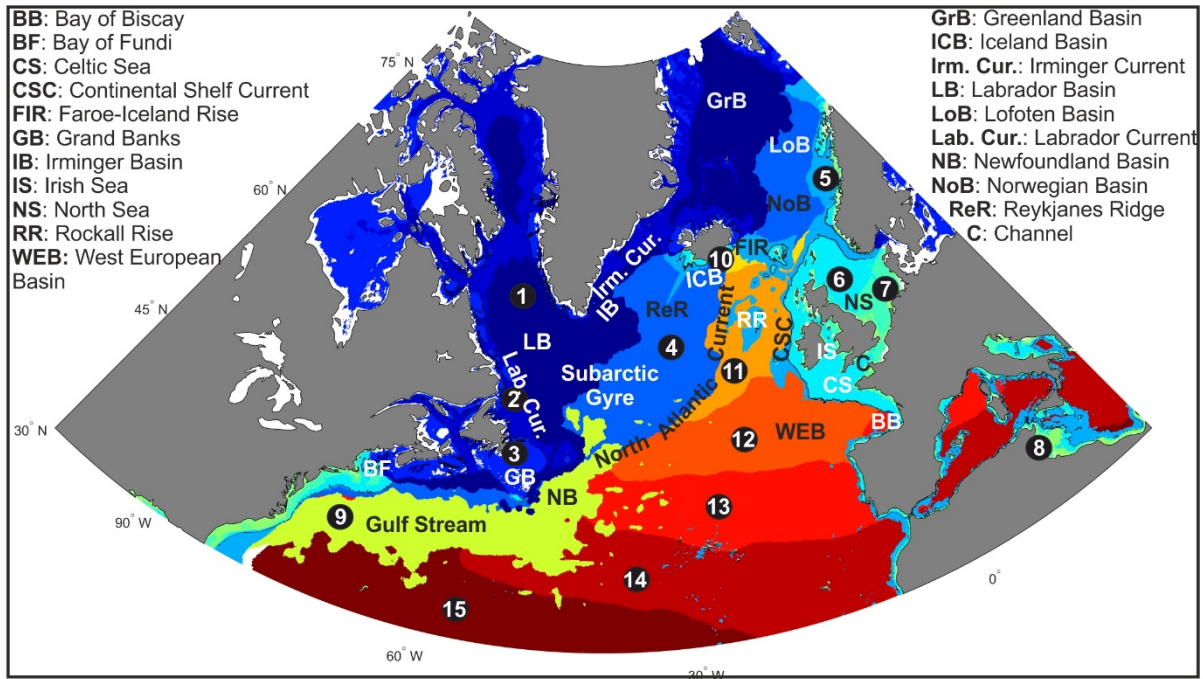 BB: Bay of Biscay
BF: Bay of Fundi
CS: Celtic Sea
CSC: Continental Shelf Current
FIR: Faroe-Iceland Rise
GB: Grand Banks
IB: Irminger Basin
IS: Irish Sea
NS: North Sea
RR: Rockall Rise
WEB: West European
Basin
GrB: Greenland Basin
ICB: Iceland Basin
Irm. Cur.: Irminger Current
LB: Labrador Basin
LoB: Lofoten Basin
Lab. Cur.: Labrador Current
NB: Newfoundland Basin
NoB: Norwegian Basin
ReR: Reykjanes Ridge
C: Channel
75° N
60° N
45° N
30° N
90° W
60° W
30° W
0°
GrB
LoB
5
NoB
Irm. Cur.
IB
10
FIR
ICB
6
7
NS
1
ReR
RR
CSC
LB
4
IS
C
CS
Subarctic
Gyre
11
North Atlantic Current
Lab. Cur.
2
3
GB
BF
12
WEB
BB
8
NB
9
Gulf Stream
13
14
15